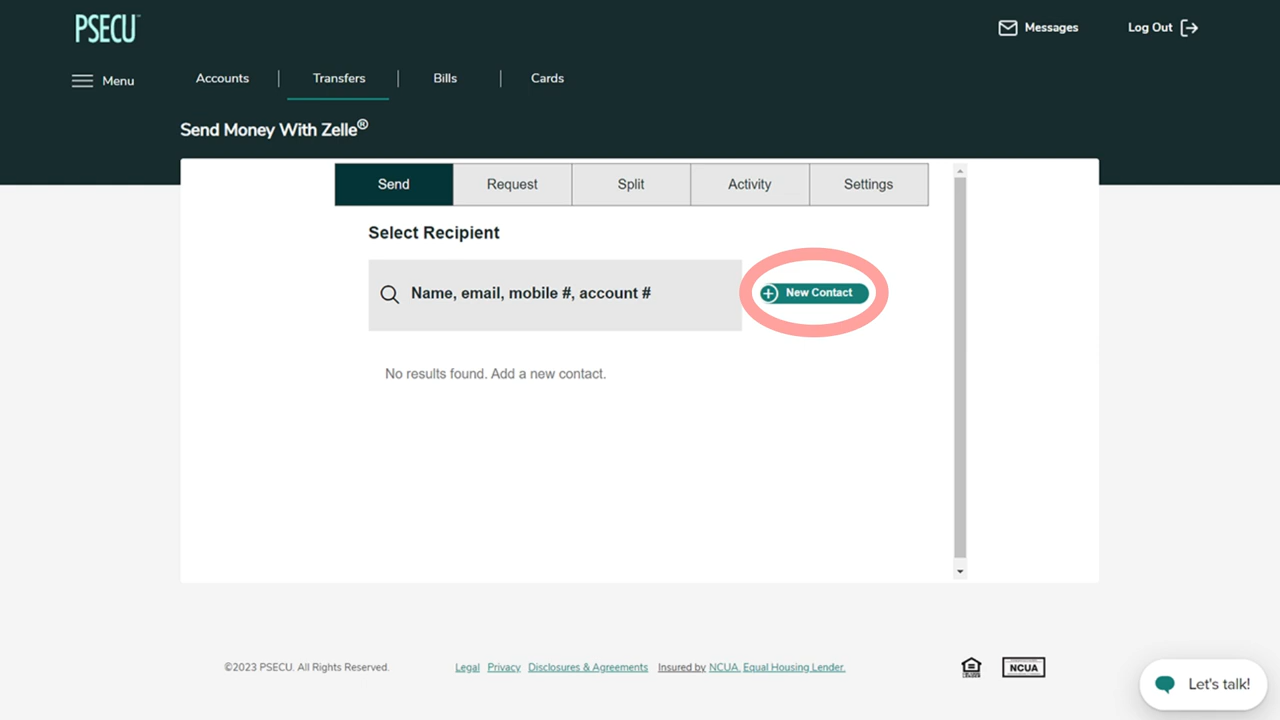 PSECU™
Messages
Log Out
Menu
Accounts
Transfers
Bills
Cards
Send Money With Zelle®
Send
Request
Split
Activity
Settings
Select Recipient
Name, email, mobile #, account #
New Contact
No results found. Add a new contact.
©2023 PSECU. All Rights Reserved.
Legal Privacy Disclosures & Agreements Insured by NCUA. Equal Housing Lender.
NCUA
Let's talk!